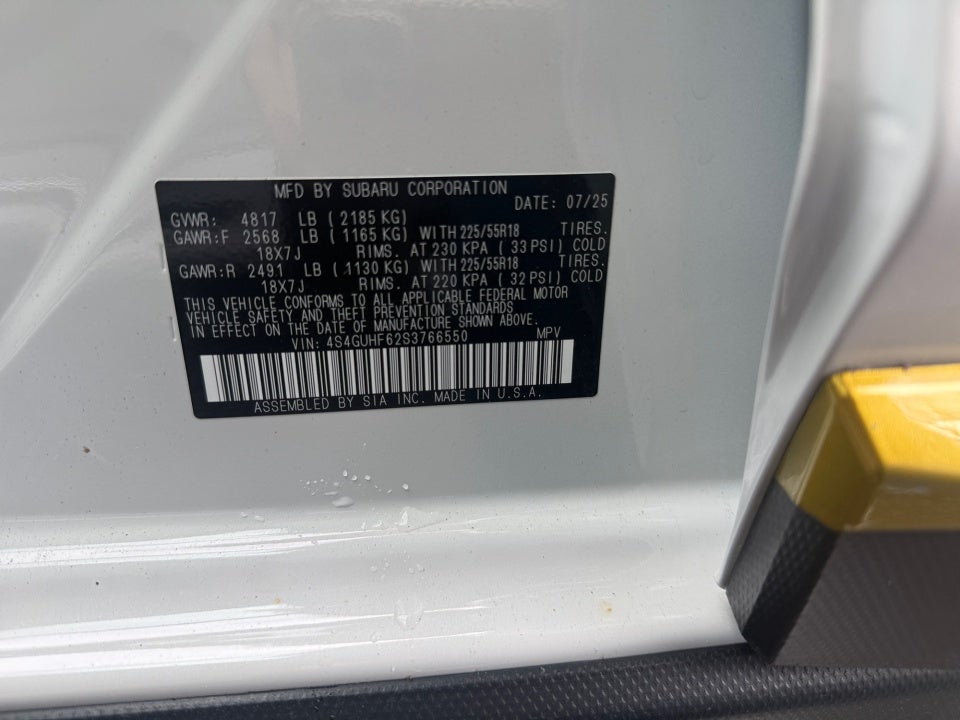 MFD BY SUBARU CORPORATION
DATE: 07/25
GVWR: 4817 LB ( 2185 KG)
GAWR:F 2568 LB ( 1165 KG) WITH 225/55R18 TIRES.
18X7J RIMS. AT 230 KPA ( 33 PSI) COLD
GAWR:R 2491 LB ( 1130 KG) WITH 225/55R18 TIRES.
18X7J RIMS. AT 220 KPA ( 32 PSI) COLD
THIS VEHICLE CONFORMS TO ALL APPLICABLE FEDERAL MOTOR
VEHICLE SAFETY AND THEFT PREVENTION STANDARDS
IN EFFECT ON THE DATE OF MANUFACTURE SHOWN ABOVE.
VIN: 4S4GUHF62S3766550 MPV
ASSEMBLED BY SIA INC. MADE IN U.S.A.